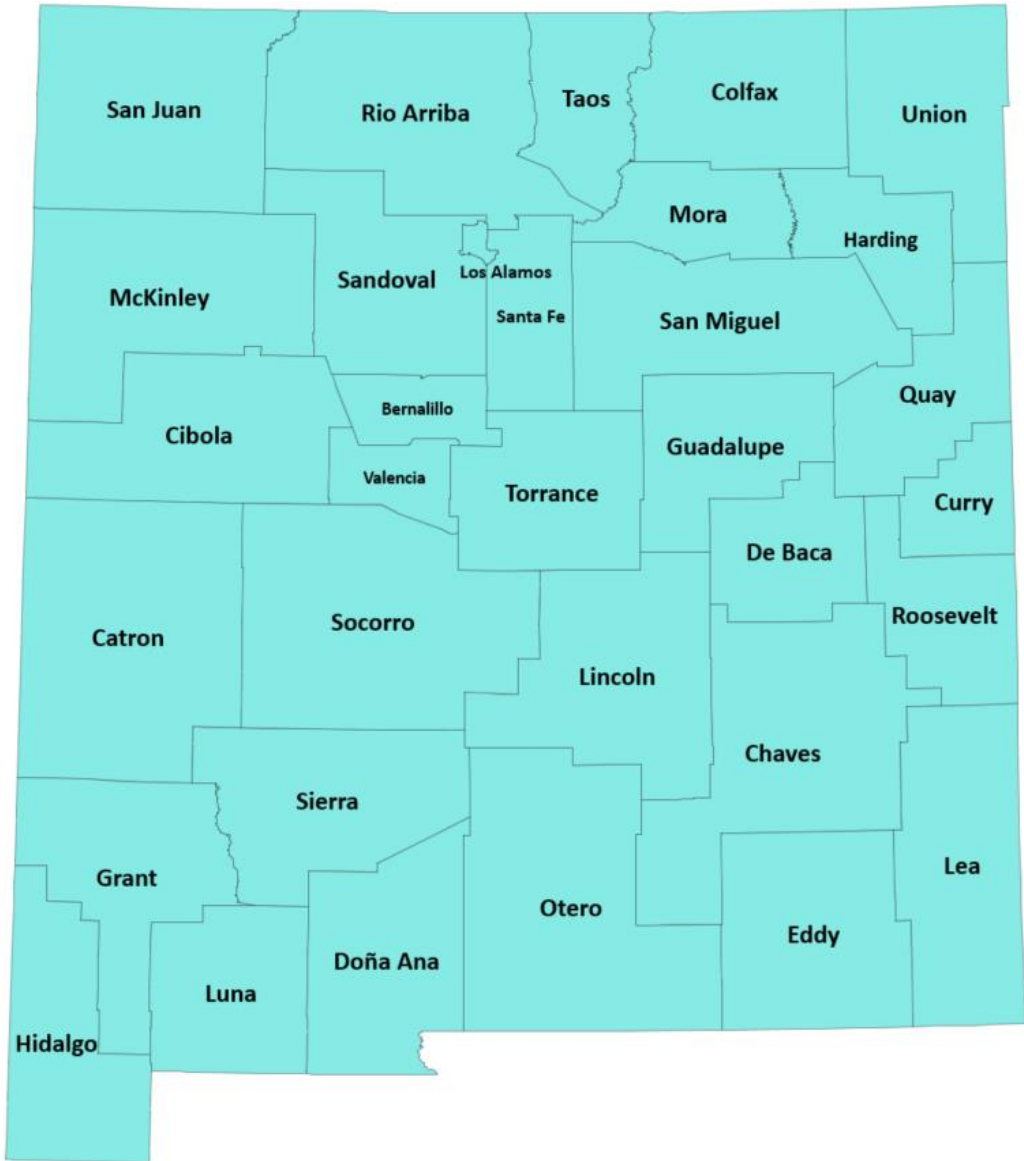 San Juan
Rio Arriba
Taos
Colfax
Union
Mora
Harding
McKinley
Sandoval
Los Alamos
Santa Fe
San Miguel
Quay
Cibola
Bernalillo
Guadalupe
Valencia
Torrance
Curry
De Baca
Catron
Socorro
Roosevelt
Lincoln
Chaves
Sierra
Grant
Lea
Otero
Eddy
Doña Ana
Luna
Hidalgo